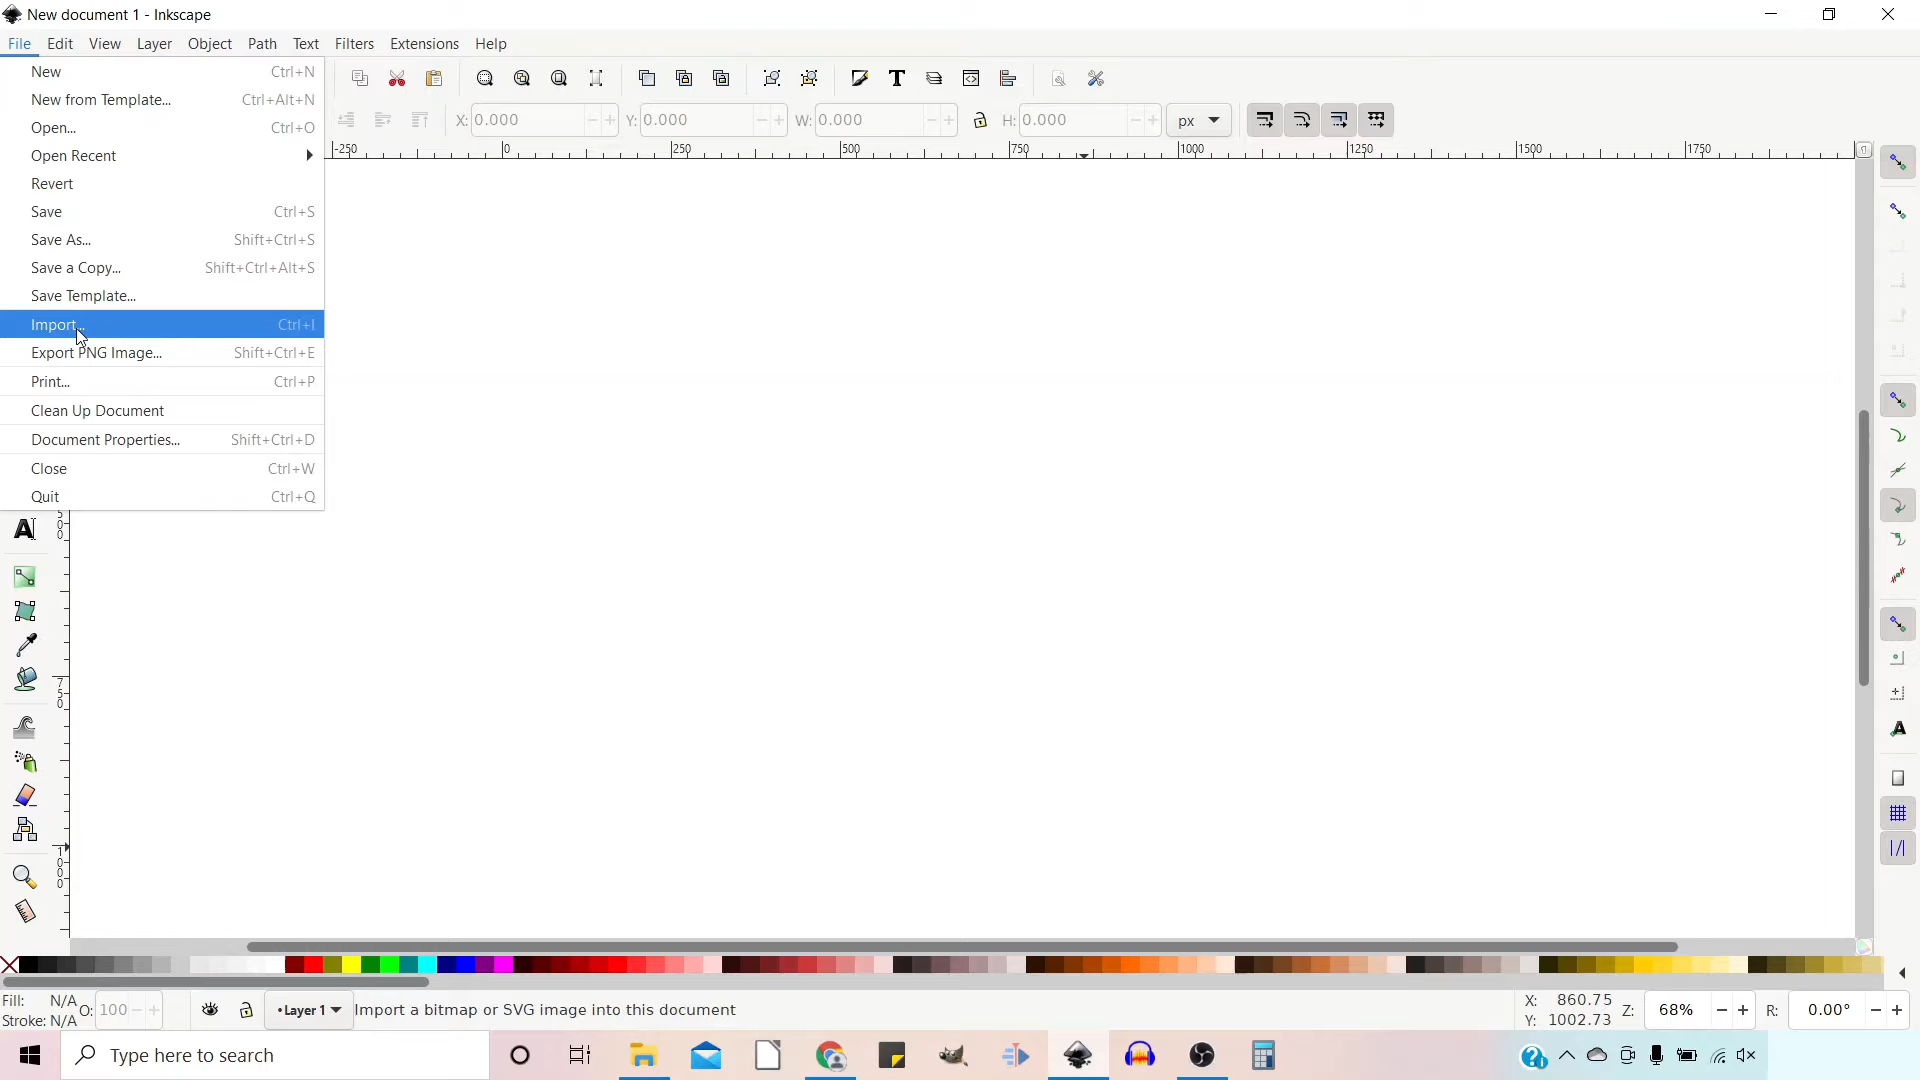 New document 1 - Inkscape
File Edit View Layer Object Path Text Filters Extensions Help
New Ctrl+N
New from Template... Ctrl+Alt+N
Open... Ctrl+O
Open Recent
Revert
Save Ctrl+S
Save As... Shift+Ctrl+S
Save a Copy... Shift+Ctrl+Alt+S
Save Template...
Import... Ctrl+I
Export PNG Image... Shift+Ctrl+E
Print... Ctrl+P
Clean Up Document
Document Properties... Shift+Ctrl+D
Close Ctrl+W
Quit Ctrl+Q
X: 0.000 Y: 0.000 W: 0.000 H: 0.000 px
-250 0 250 500 750 1000 1250 1500 1750
500
750
1000
Fill: N/A O: 100
Stroke: N/A
•Layer 1 Import a bitmap or SVG image into this document
X: 860.75 Z: 68% R: 0.00°
Y: 1002.73
Type here to search